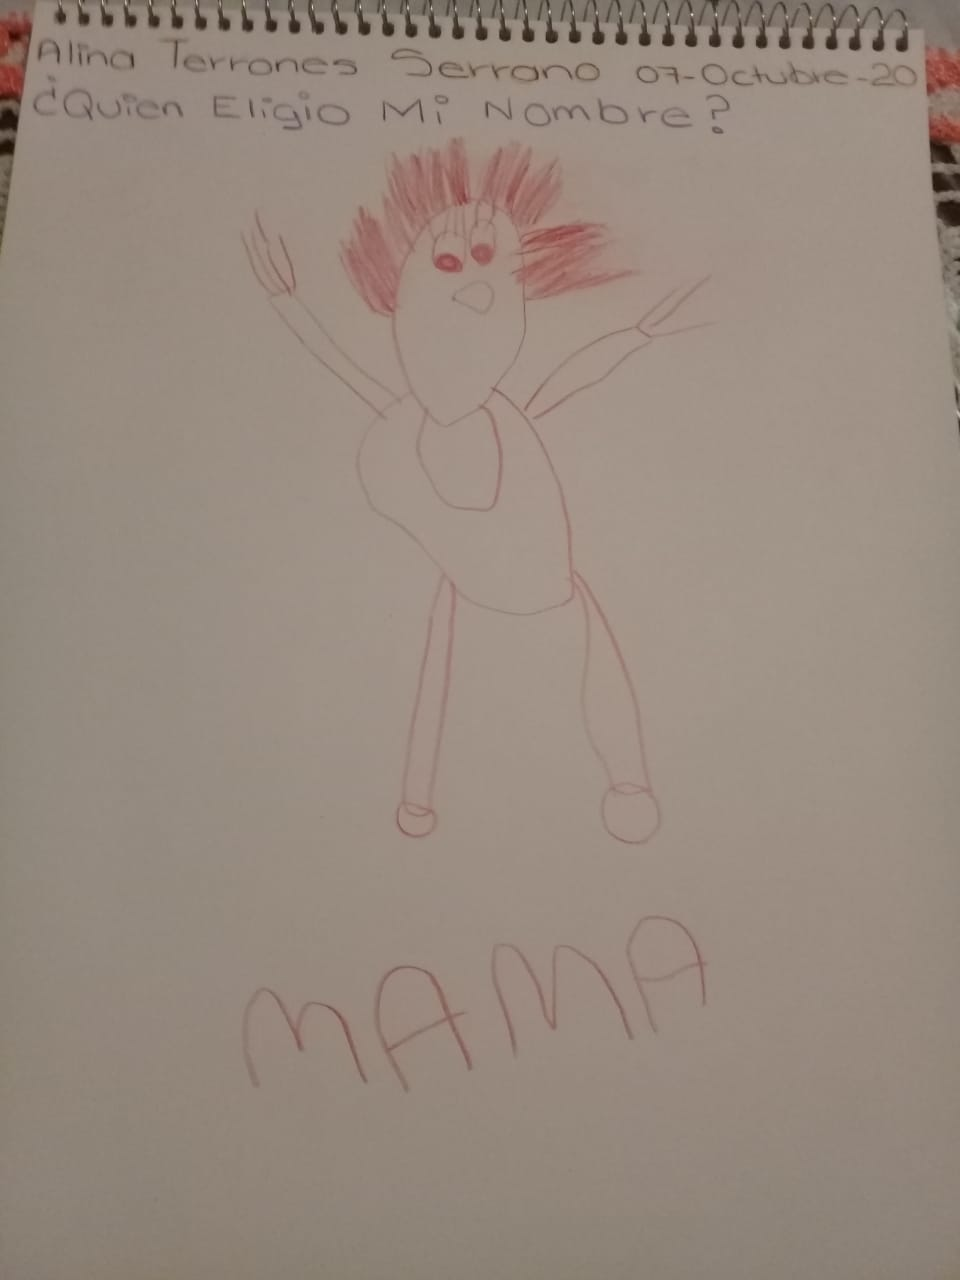 Alina Terrones Serrano 07-Octubre-20
¿Quien Eligio Mi Nombre?
MAMA